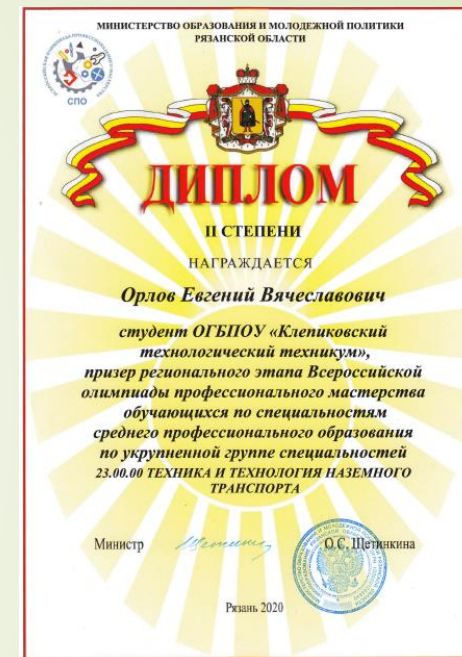 МИНИСТЕРСТВО ОБРАЗОВАНИЯ И МОЛОДЕЖНОЙ ПОЛИТИКИ
РЯЗАНСКОЙ ОБЛАСТИ
СПО
ДИПЛОМ
II СТЕПЕНИ
НАГРАЖДАЕТСЯ
Орлов Евгений Вячеславович
студент ОГБПОУ «Клепиковский
технологический техникум»,
призер регионального этапа Всероссийской
олимпиады профессионального мастерства
обучающихся по специальностям
среднего профессионального образования
по укрупненной группе специальностей
23.00.00 ТЕХНИКА И ТЕХНОЛОГИЯ НАЗЕМНОГО
ТРАНСПОРТА
Министр О.С. Щетинкина
Рязань 2020